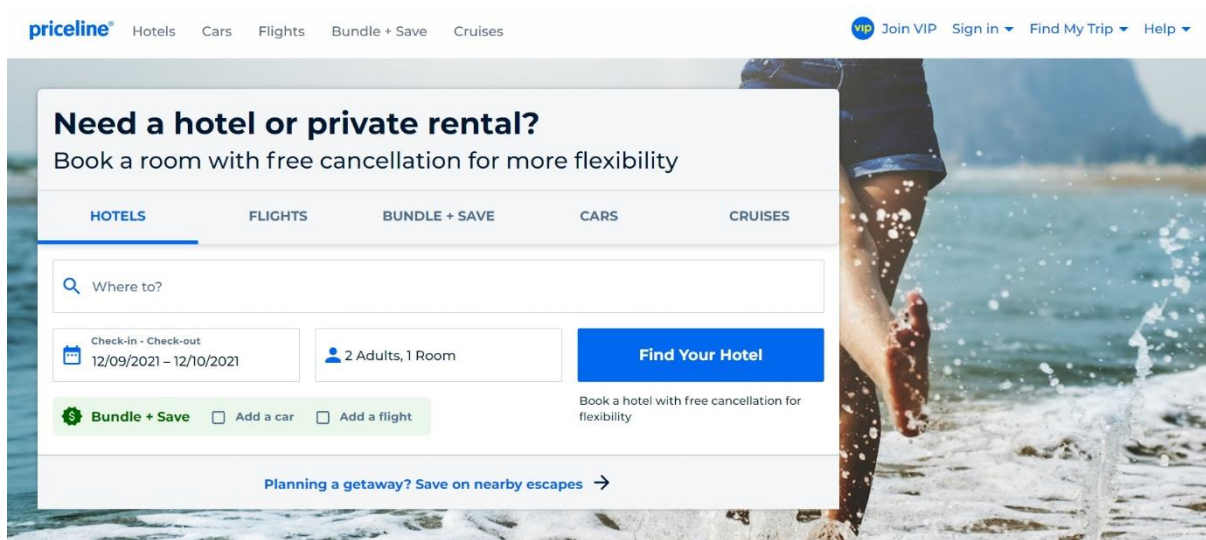 priceline® Hotels Cars Flights Bundle + Save Cruises VIP Join VIP Sign in Find My Trip Help
Need a hotel or private rental?
Book a room with free cancellation for more flexibility
HOTELS FLIGHTS BUNDLE + SAVE CARS CRUISES
Where to?
Check-in - Check-out
12/09/2021 – 12/10/2021
2 Adults, 1 Room
Find Your Hotel
Bundle + Save Add a car Add a flight
Book a hotel with free cancellation for
flexibility
Planning a getaway? Save on nearby escapes →